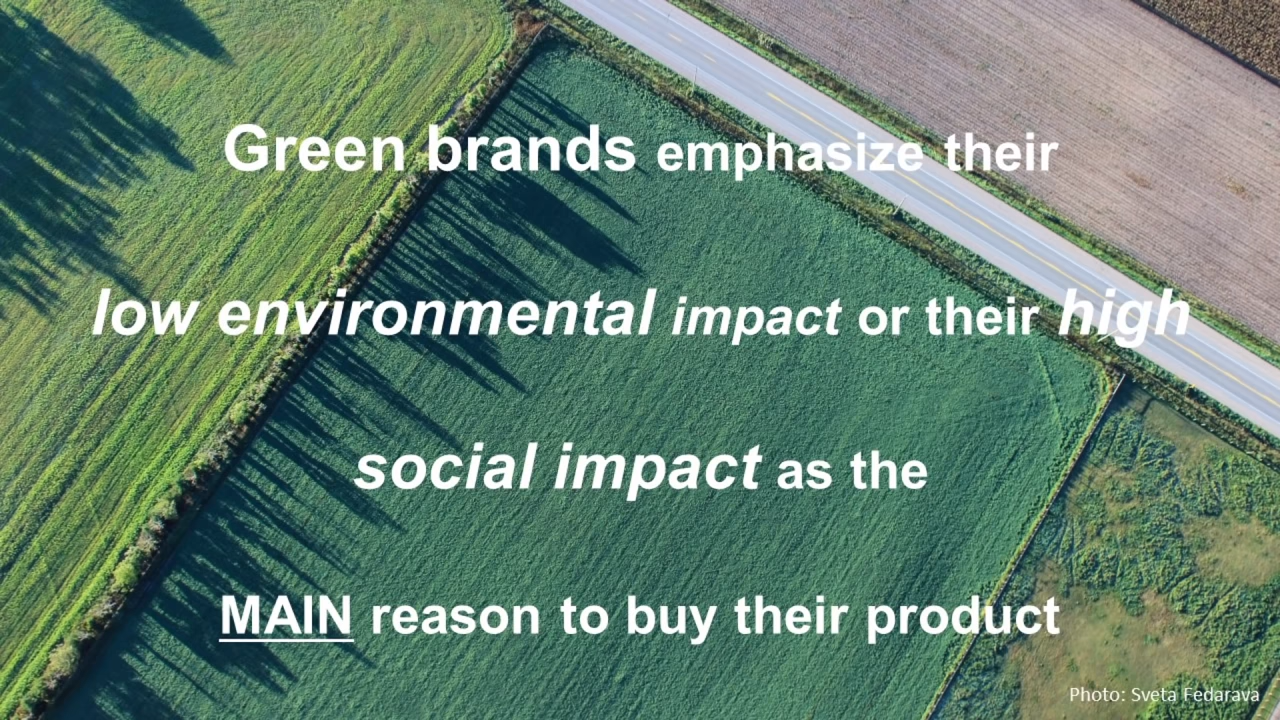 Green brands emphasize their
low environmental impact or their high
social impact as the
MAIN reason to buy their product
Photo: Sveta Fedarava